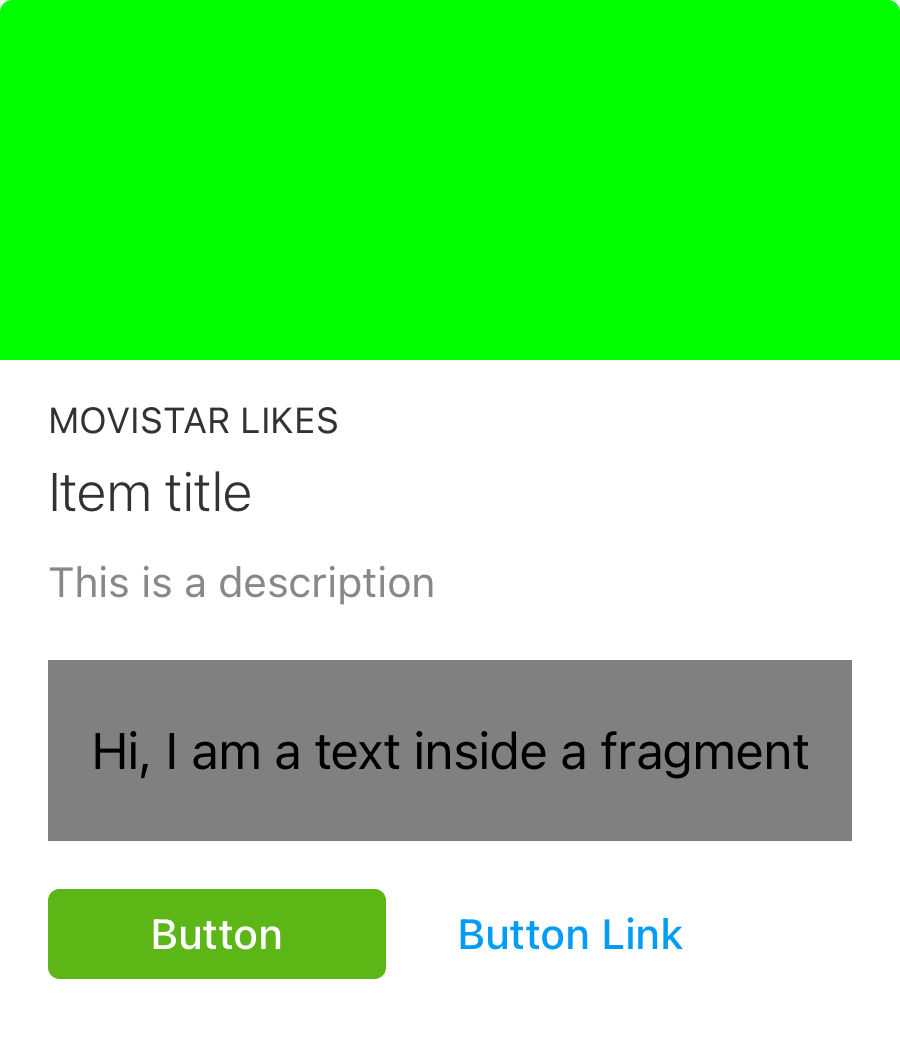 MOVISTAR LIKES
Item title
This is a description
Hi, I am a text inside a fragment
Button
Button Link